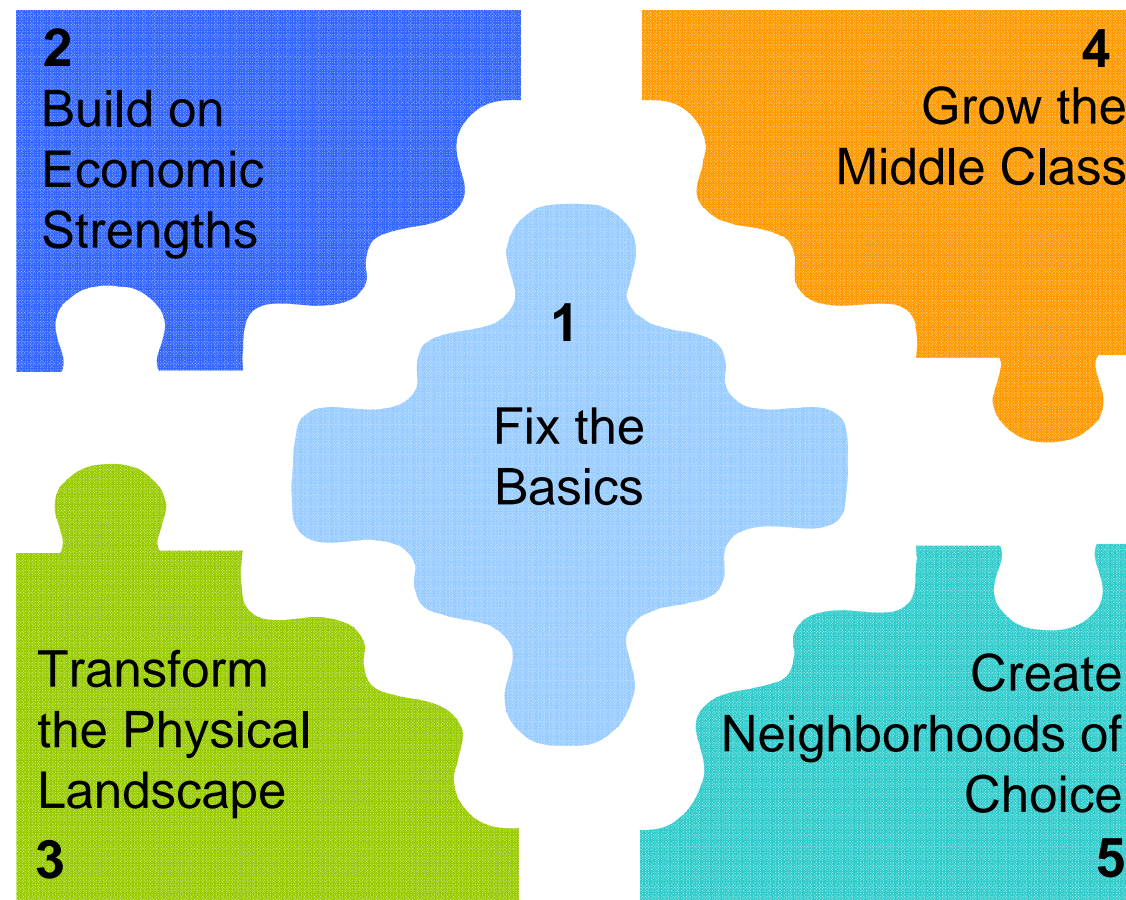 2
Build on
Economic
Strengths
4
Grow the
Middle Class
1
Fix the
Basics
Transform
the Physical
Landscape
3
Create
Neighborhoods of
Choice
5